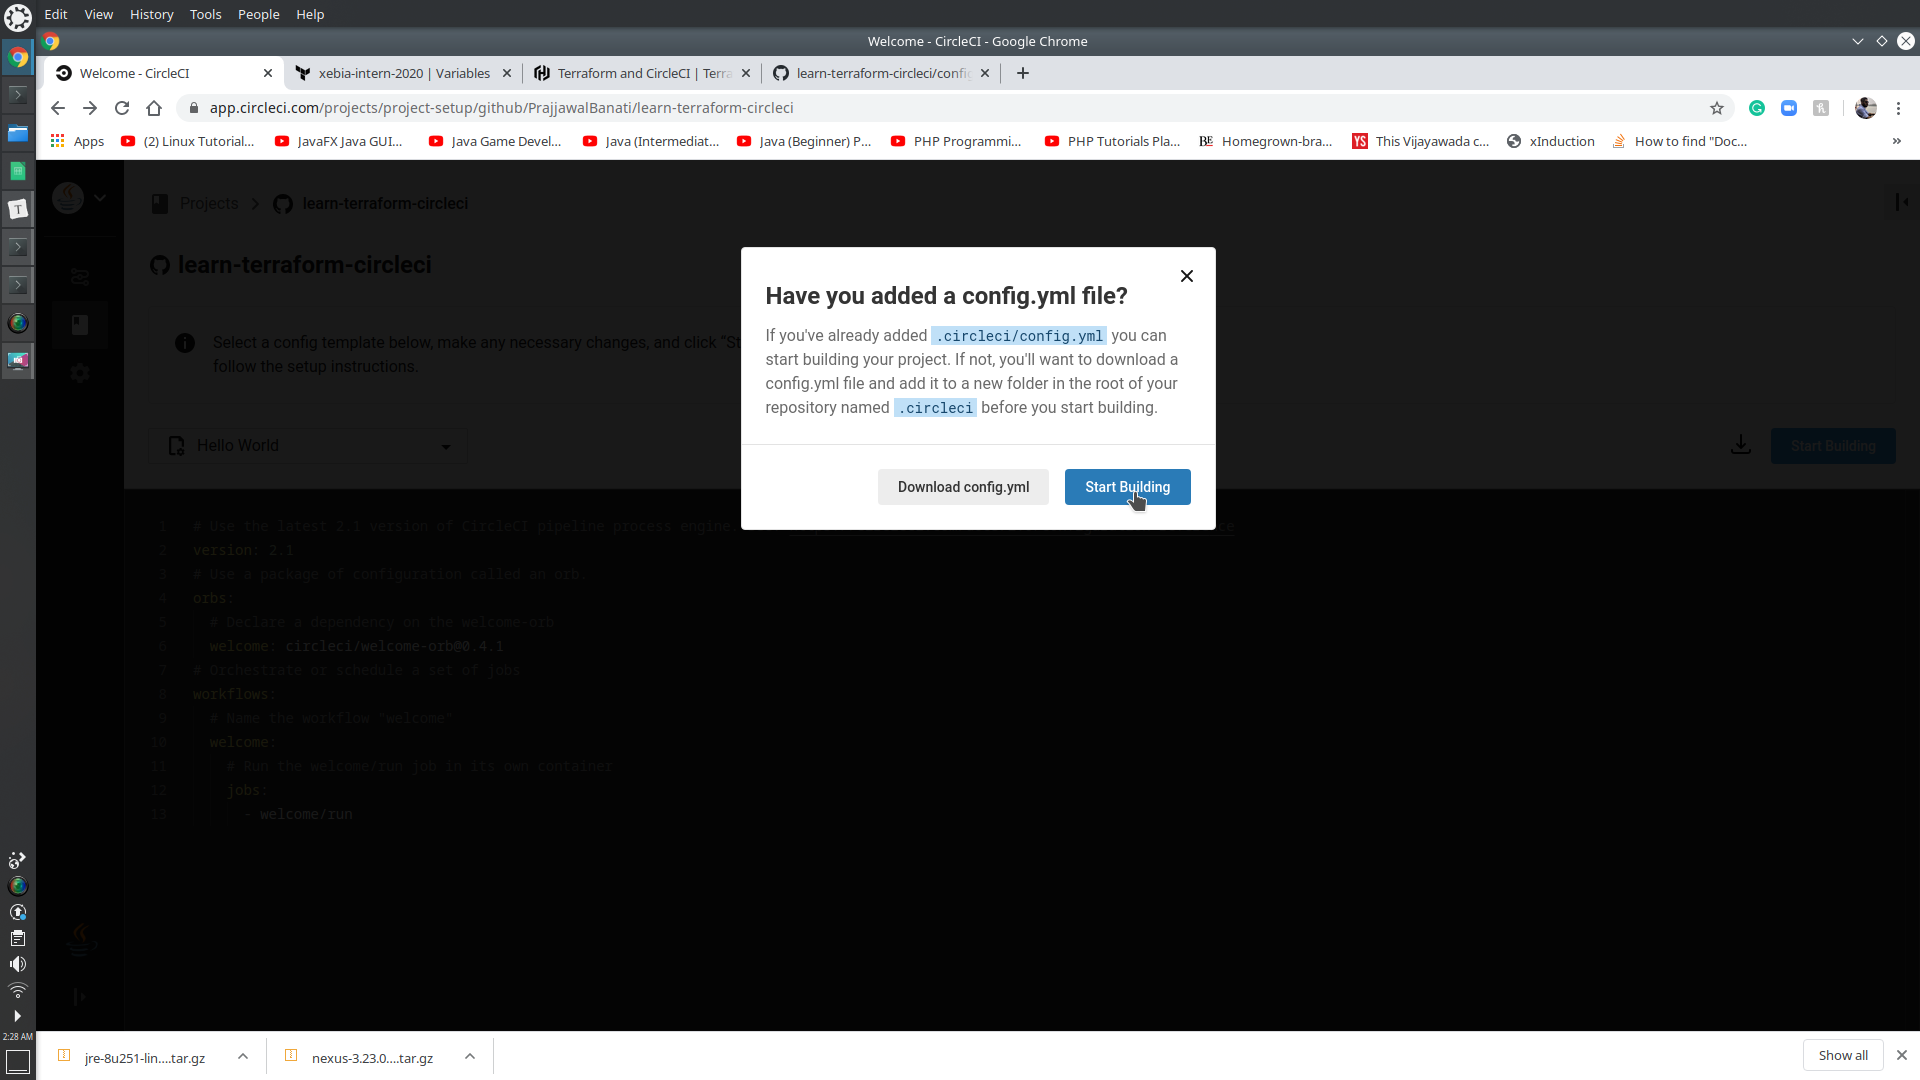 Edit View History Tools People Help
Welcome - CircleCI - Google Chrome
Welcome - CircleCI
xebia-intern-2020 | Variables
Terraform and CircleCI | Terra
learn-terraform-circleci/config
app.circleci.com/projects/project-setup/github/PrajjawalBanati/learn-terraform-circleci
Apps
(2) Linux Tutorial...
JavaFX Java GUI...
Java Game Devel...
Java (Intermediat...
Java (Beginner) P...
PHP Programmi...
PHP Tutorials Pla...
BE Homegrown-bra...
YS This Vijayawada c...
xInduction
How to find "Doc...
»
Projects
learn-terraform-circleci
learn-terraform-circleci
Select a config template below, make any necessary changes, and click “St
follow the setup instructions.
Have you added a config.yml file?
If you've already added .circleci/config.yml you can
start building your project. If not, you'll want to download a
config.yml file and add it to a new folder in the root of your
repository named .circleci before you start building.
Download config.yml
Start Building
Hello World
Start Building
1 # Use the latest 2.1 version of CircleCI pipeline process engine
2 version: 2.1
3 # Use a package of configuration called an orb
4 orbs:
5 # Declare a dependency on the welcome-orb
6 welcome: circleci/welcome-orb@0.4.1
7 # Orchestrate or schedule a set of jobs
8 workflows:
9 # Name the workflow "welcome"
10 welcome:
11 # Run the welcome/run job in its own container
12 jobs:
13 - welcome/run
T
2:28 AM
jre-8u251-lin....tar.gz
nexus-3.23.0....tar.gz
Show all